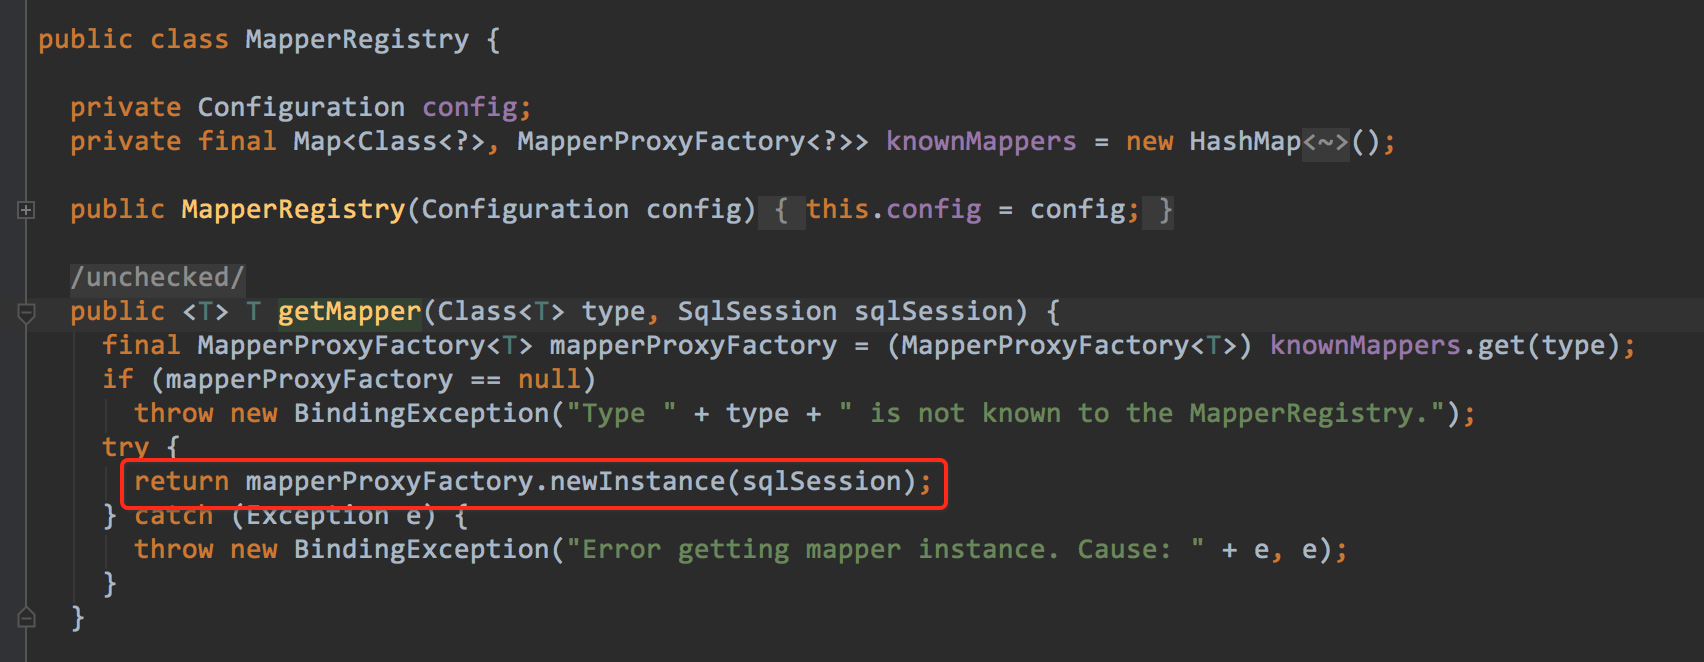 public class MapperRegistry {
private Configuration config;
private final Map<Class<?>, MapperProxyFactory<?>> knownMappers = new HashMap<~>();
public MapperRegistry(Configuration config) { this.config = config; }
/unchecked/
public <T> T getMapper(Class<T> type, SqlSession sqlSession) {
final MapperProxyFactory<T> mapperProxyFactory = (MapperProxyFactory<T>) knownMappers.get(type);
if (mapperProxyFactory == null)
throw new BindingException("Type " + type + " is not known to the MapperRegistry.");
try {
return mapperProxyFactory.newInstance(sqlSession);
} catch (Exception e) {
throw new BindingException("Error getting mapper instance. Cause: " + e, e);
}
}